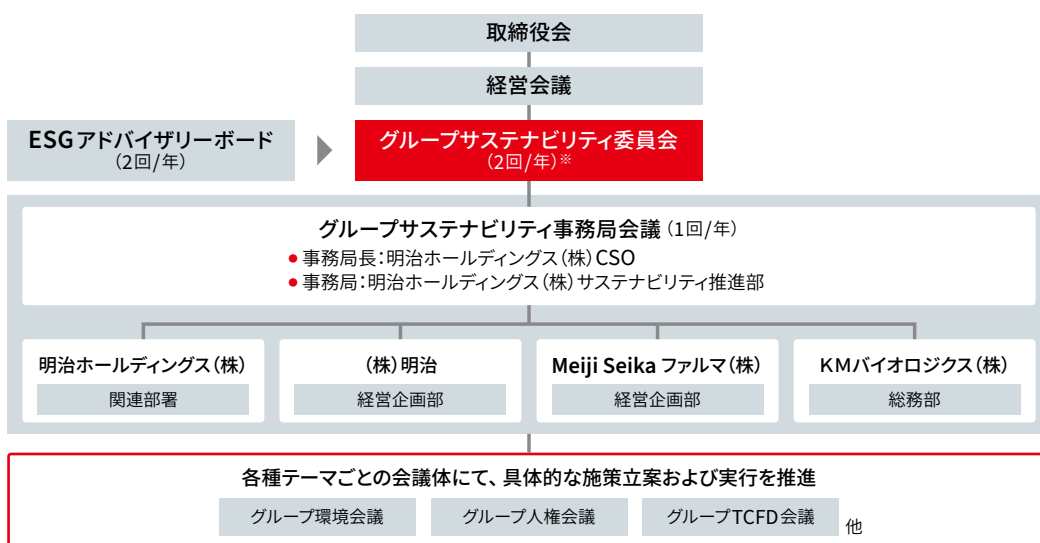 取締役会
経営会議
ESGアドバイザリーボード
（2回/年）
グループサステナビリティ委員会
（2回/年）※
グループサステナビリティ事務局会議（1回/年）
● 事務局長：明治ホールディングス（株）CSO
● 事務局：明治ホールディングス（株）サステナビリティ推進部
明治ホールディングス（株）
関連部署
（株）明治
経営企画部
Meiji Seika ファルマ（株）
経営企画部
KMバイオロジクス（株）
総務部
各種テーマごとの会議体にて、具体的な施策立案および実行を推進
グループ環境会議
グループ人権会議
グループTCFD会議
他